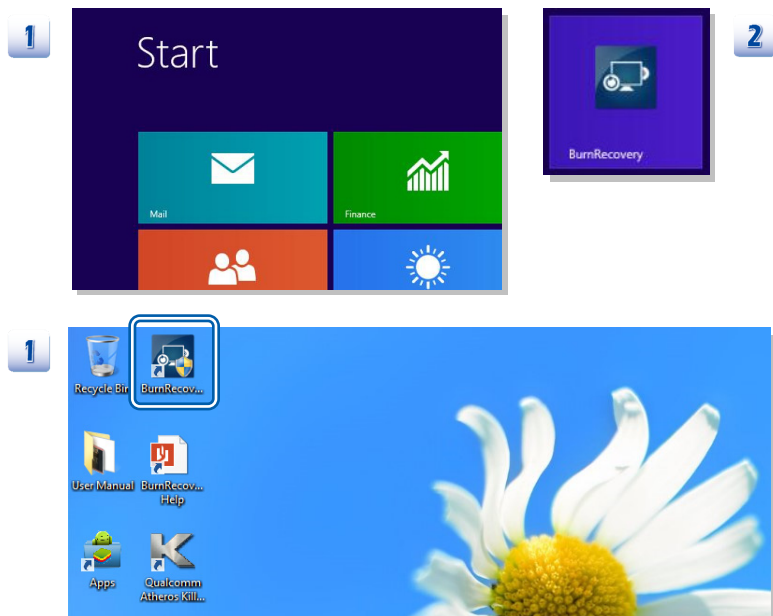 1
Start
2
Mail
Finance
BurnRecovery
1
Recycle Bin
BurnRecov...
User Manual
BurnRecov...
Help
Apps
Qualcomm
Atheros Kill...